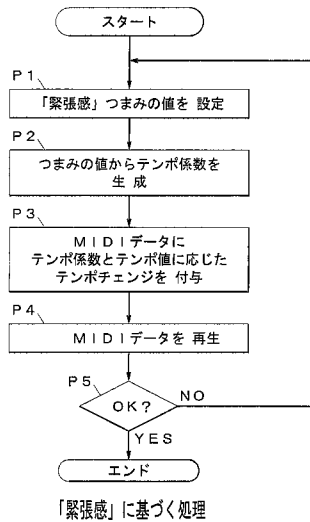 スタート
P1
「緊張感」つまみの値を 設定
P2
つまみの値からテンポ係数を
生 成
P3
MIDIデータに
テンポ係数とテンポ値に応じた
テンポチェンジを 付与
P4
MIDIデータを 再生
P5
OK?
NO
YES
エンド
「緊張感」に基づく処理